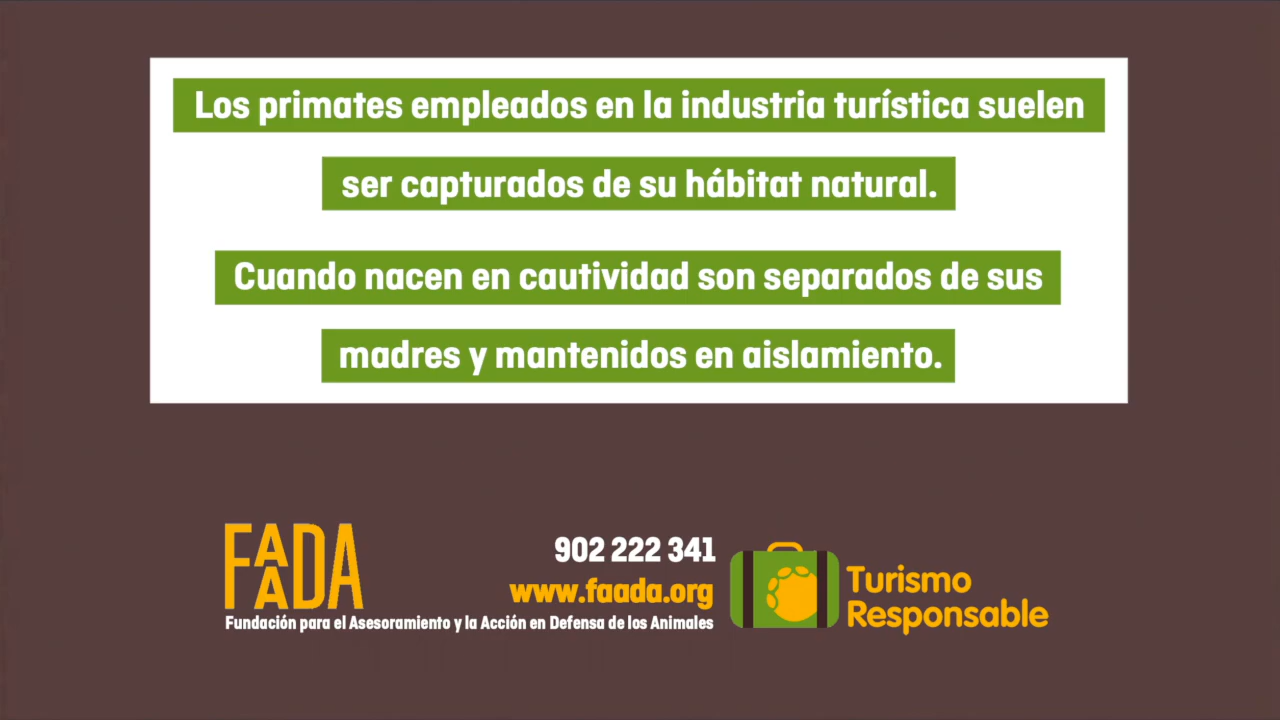 Los primates empleados en la industria turística suelen
ser capturados de su hábitat natural.
Cuando nacen en cautividad son separados de sus
madres y mantenidos en aislamiento.
FAADA
902 222 341
www.faada.org
Fundación para el Asesoramiento y la Acción en Defensa de los Animales
Turismo
Responsable